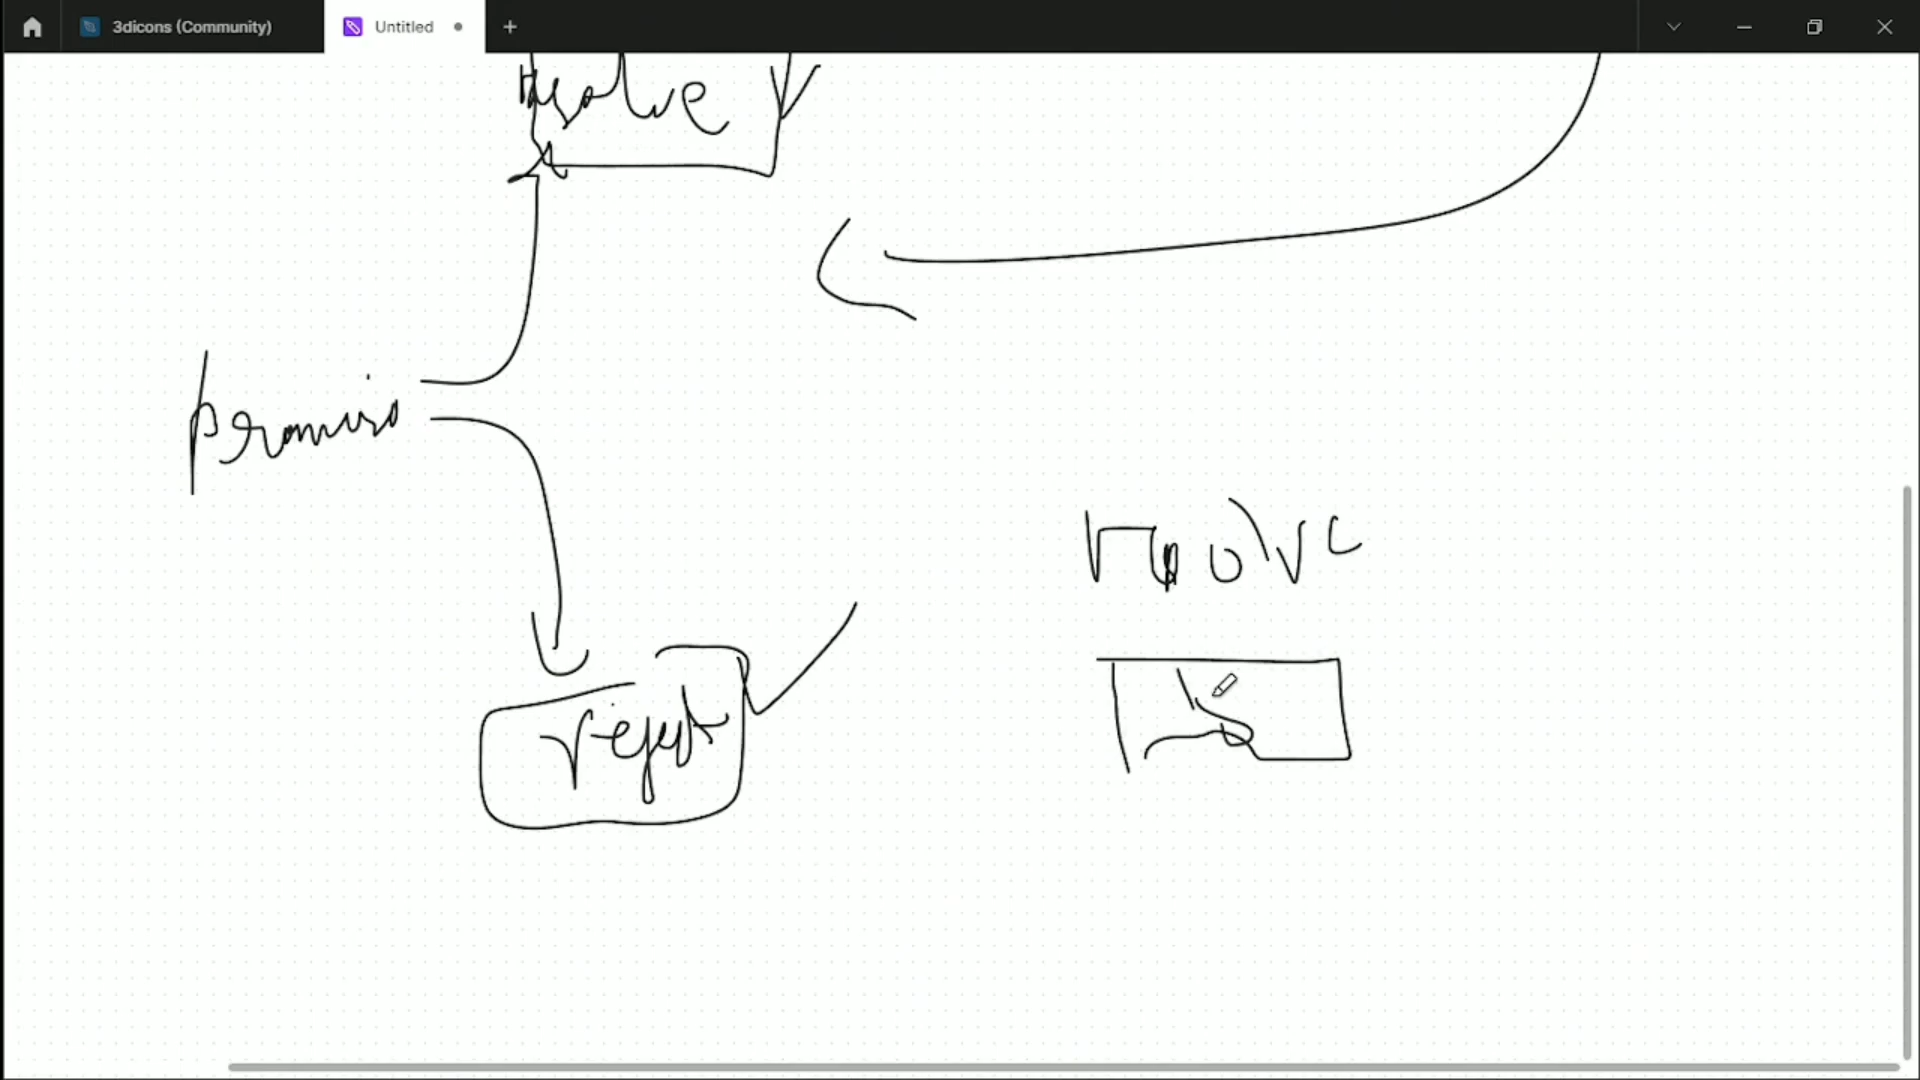 3dicons (Community)
Untitled
resolve
promise
resolve
reject